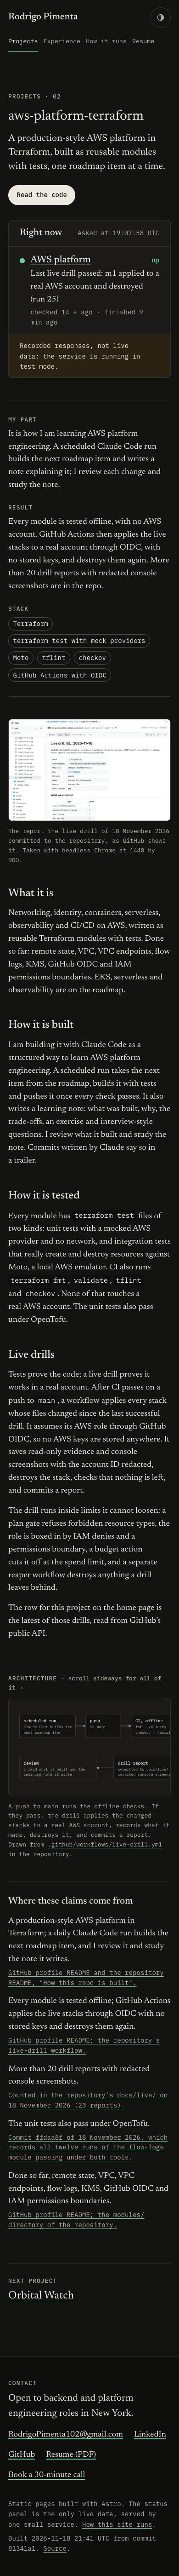 Rodrigo Pimenta
Projects Experience How it runs Resume
PROJECTS · 02
aws-platform-terraform
A production-style AWS platform in
Terraform, built as reusable modules
with tests, one roadmap item at a time.
Read the code
Right now Asked at 19:07:58 UTC
AWS platform up
Last live drill passed: m1 applied to a
real AWS account and destroyed
(run 25)
checked 14 s ago · finished 9
min ago
Recorded responses, not live
data: the service is running in
test mode.
MY PART
It is how I am learning AWS platform
engineering. A scheduled Claude Code run
builds the next roadmap item and writes a
note explaining it; I review each change and
study the note.
RESULT
Every module is tested offline, with no AWS
account. GitHub Actions then applies the live
stacks to a real account through OIDC, with
no stored keys, and destroys them again. More
than 20 drill reports with redacted console
screenshots are in the repo.
STACK
Terraform
terraform test with mock providers
Moto tflint checkov
GitHub Actions with OIDC
The report the live drill of 18 November 2026
committed to the repository, as GitHub shows
it. Taken with headless Chrome at 1440 by
900.
What it is
Networking, identity, containers, serverless,
observability and CI/CD on AWS, written as
reusable Terraform modules with tests. Done
so far: remote state, VPC, VPC endpoints, flow
logs, KMS, GitHub OIDC and IAM
permissions boundaries. EKS, serverless and
observability are on the roadmap.
How it is built
I am building it with Claude Code as a
structured way to learn AWS platform
engineering. A scheduled run takes the next
item from the roadmap, builds it with tests
and pushes it once every check passes. It also
writes a learning note: what was built, why, the
trade-offs, an exercise and interview-style
questions. I review what it built and study the
note. Commits written by Claude say so in
a trailer.
How it is tested
Every module has terraform test files of
two kinds: unit tests with a mocked AWS
provider and no network, and integration tests
that really create and destroy resources against
Moto, a local AWS emulator. CI also runs
terraform fmt, validate, tflint
and checkov. None of that touches a
real AWS account. The unit tests also pass
under OpenTofu.
Live drills
Tests prove the code; a live drill proves it
works in a real account. After CI passes on a
push to main, a workflow applies every stack
whose files changed since the last successful
drill. It assumes its AWS role through GitHub
OIDC, so no AWS keys are stored anywhere. It
saves read-only evidence and console
screenshots with the account ID redacted,
destroys the stack, checks that nothing is left,
and commits a report.
The drill runs inside limits it cannot loosen: a
plan gate refuses forbidden resource types, the
role is boxed in by IAM denies and a
permissions boundary, a budget action
cuts it off at the spend limit, and a separate
reaper workflow destroys anything a drill
leaves behind.
The row for this project on the home page is
the latest of those drills, read from GitHub's
public API.
ARCHITECTURE - scroll sideways for all of
it →
scheduled run push CI, offline
Claude Code builds the
next roadmap item
to main
review drill report
I read what it built and the
learning note it wrote
A push to main runs the offline checks. If
they pass, the drill applies the changed
stacks to a real AWS account, records what it
made, destroys it, and commits a report.
Drawn from .github/workflows/live-drill.yml
in the repository.
Where these claims come from
A production-style AWS platform in
Terraform; a daily Claude Code run builds the
next roadmap item, and I review it and study
the note it writes.
GitHub profile README and the repository
README, "How this repo is built".
Every module is tested offline; GitHub Actions
applies the live stacks through OIDC with no
stored keys and destroys them again.
GitHub profile README; the repository's
live-drill workflow.
More than 20 drill reports with redacted
console screenshots.
Counted in the repository's docs/live/ on
18 November 2026 (23 reports).
The unit tests also pass under OpenTofu.
Commit ffdaa8f of 18 November 2026, which
records all twelve runs of the flow-logs
module passing under both tools.
Done so far, remote state, VPC, VPC
endpoints, flow logs, KMS, GitHub OIDC and
IAM permissions boundaries.
GitHub profile README; the modules/
directory of the repository.
NEXT PROJECT
Orbital Watch
CONTACT
Open to backend and platform
engineering roles in New York.
RodrigoPimenta102@gmail.com LinkedIn
GitHub Resume (PDF)
Book a 30-minute call
Static pages built with Astro. The status
panel is the only live data, served by
one small service. How this site runs.
Built 2026-11-18 21:41 UTC from commit
81341a1. Source.